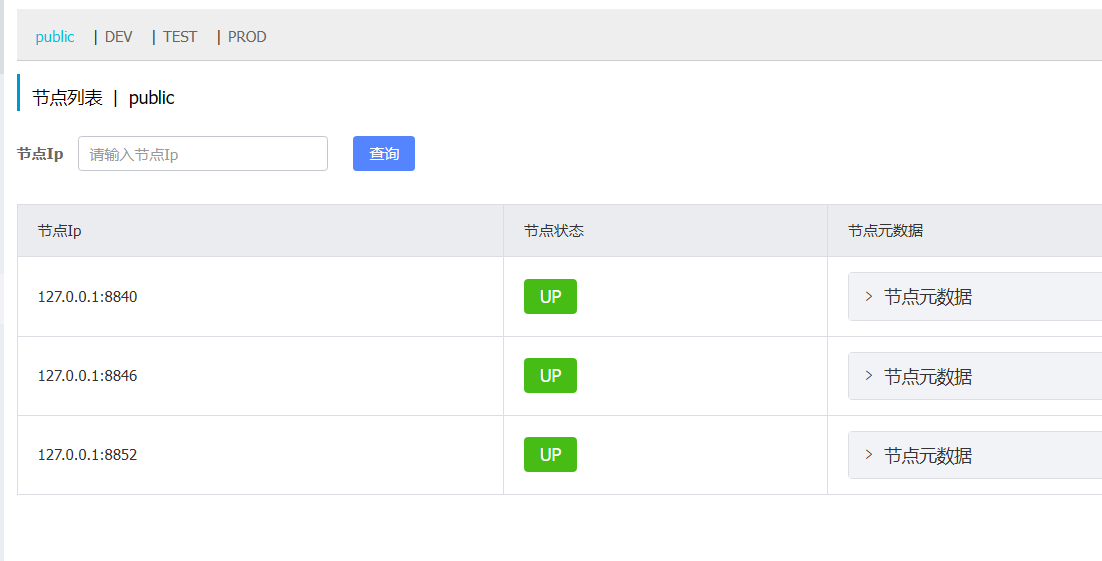 public | DEV | TEST | PROD
节点列表 | public
节点Ip 请输入节点Ip 查询
节点Ip 节点状态 节点元数据
127.0.0.1:8840 UP > 节点元数据
127.0.0.1:8846 UP > 节点元数据
127.0.0.1:8852 UP > 节点元数据